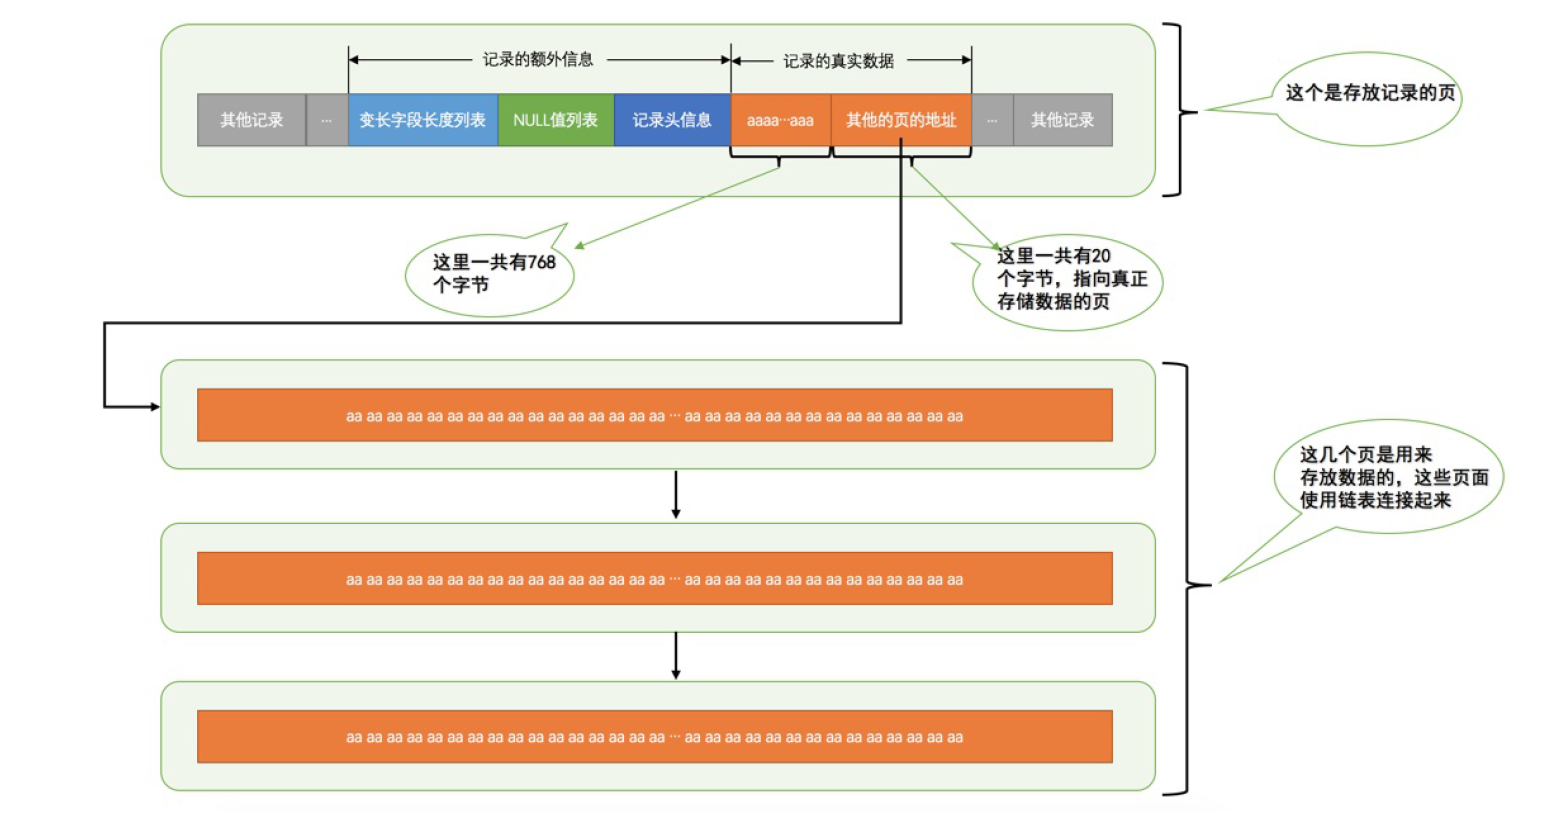 记录的额外信息
记录的真实数据
其他记录
···
变长字段长度列表
NULL值列表
记录头信息
aaaa···aaa
其他的页的地址
···
其他记录
这个是存放记录的页
这里一共有768
个字节
这里一共有20
个字节，指向真正
存储数据的页
aa aa aa aa aa aa aa aa aa aa aa aa aa aa aa aa ··· aa aa aa aa aa aa aa aa aa aa aa aa aa aa
这几个页是用来
存放数据的，这些页面
使用链表连接起来
aa aa aa aa aa aa aa aa aa aa aa aa aa aa aa aa ··· aa aa aa aa aa aa aa aa aa aa aa aa aa aa
aa aa aa aa aa aa aa aa aa aa aa aa aa aa aa aa ··· aa aa aa aa aa aa aa aa aa aa aa aa aa aa